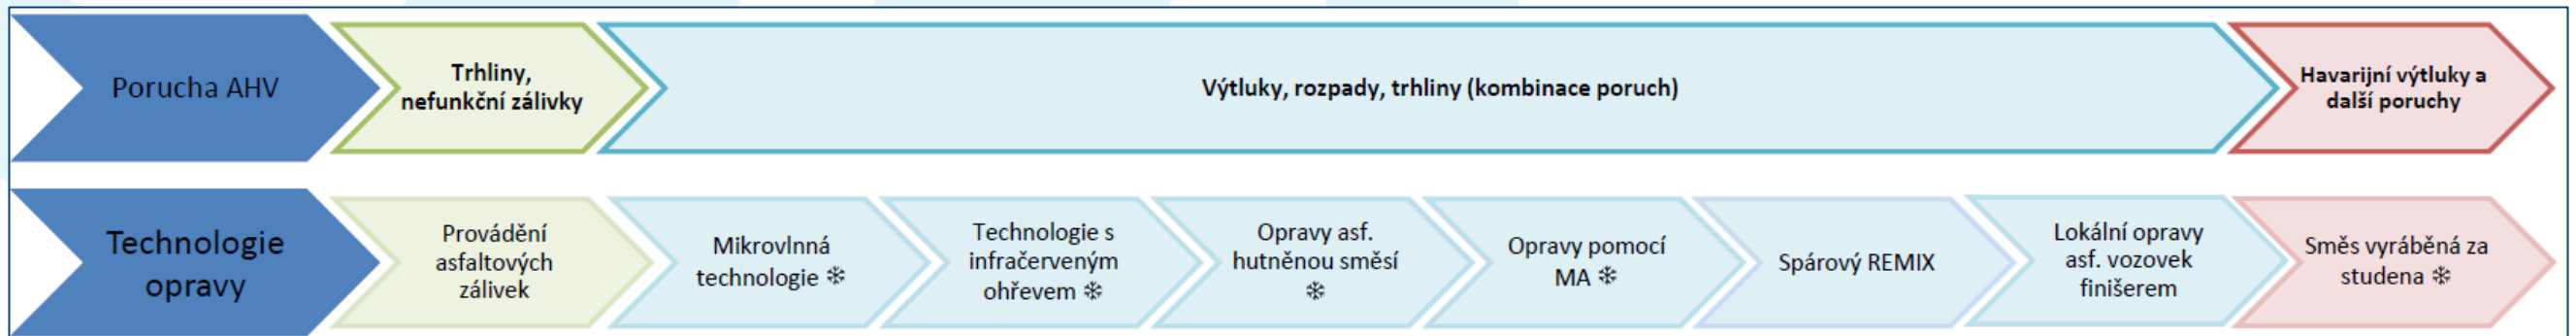 Porucha AHV
Trhliny,
nefunkční zálivky
Výtluky, rozpady, trhliny (kombinace poruch)
Havarijní výtluky a
další poruchy
Technologie
opravy
Provádění
asfaltových
zálivek
Mikrovlnná
technologie ❄
Technologie s
infračerveným
ohřevem ❄
Opravy asf.
hutněnou směsí
❄
Opravy pomocí
MA ❄
Spárový REMIX
Lokální opravy
asf. vozovek
finišerem
Směs vyráběná za
studena ❄